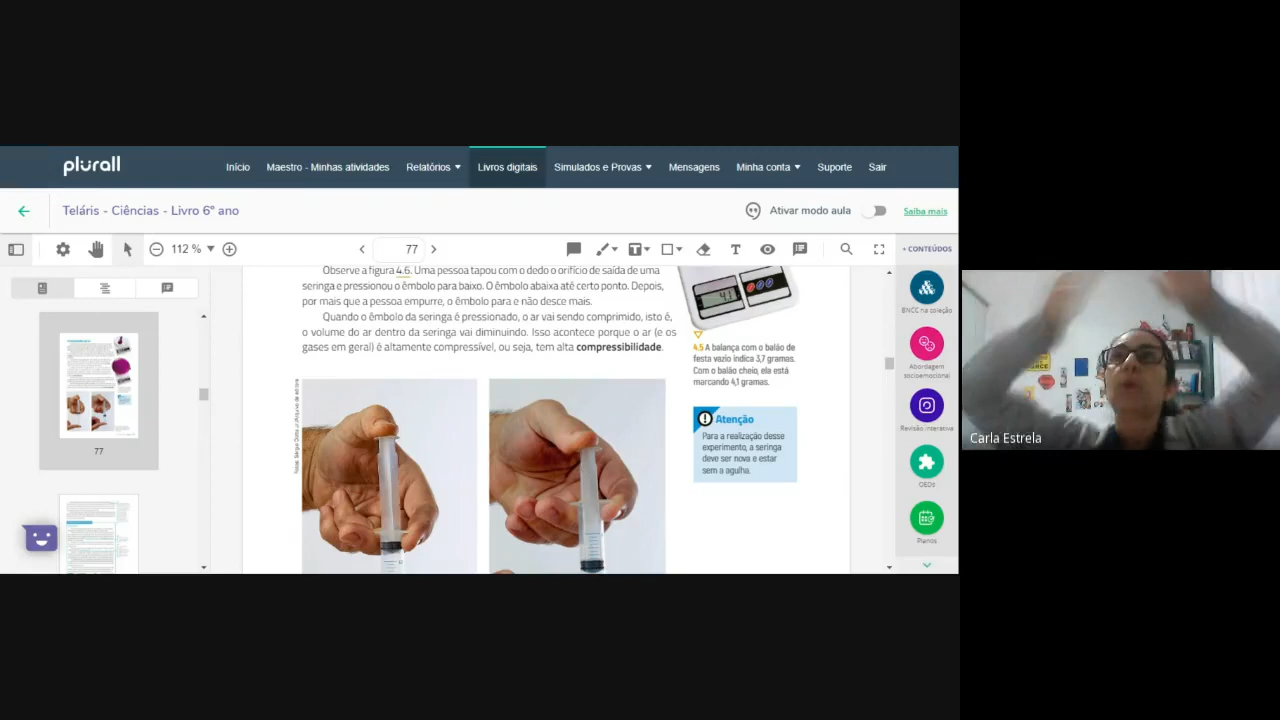 plurall
Início
Maestro - Minhas atividades
Relatórios
Livros digitais
Simulados e Provas
Mensagens
Minha conta
Suporte
Sair
Teláris - Ciências - Livro 6º ano
Ativar modo aula
Saiba mais
112 %
77
+ CONTEÚDOS
Observe a figura 4.6. Uma pessoa tapou com o dedo o orifício de saída de uma
seringa e pressionou o êmbolo para baixo. O êmbolo abaixa até certo ponto. Depois,
por mais que a pessoa empurre, o êmbolo para e não desce mais.
Quando o êmbolo da seringa é pressionado, o ar vai sendo comprimido, isto é,
o volume do ar dentro da seringa vai diminuindo. Isso acontece porque o ar (e os
gases em geral) é altamente compressível, ou seja, tem alta compressibilidade.
4.1
4.5 A balança com o balão de
festa vazio indica 3,7 gramas.
Com o balão cheio, ela está
marcando 4,1 gramas.
Atenção
Para a realização desse
experimento, a seringa
deve ser nova e estar
sem a agulha.
77
BNCC na coleção
Abordagem
socioemocional
Revisão interativa
OEDs
Planos
Carla Estrela